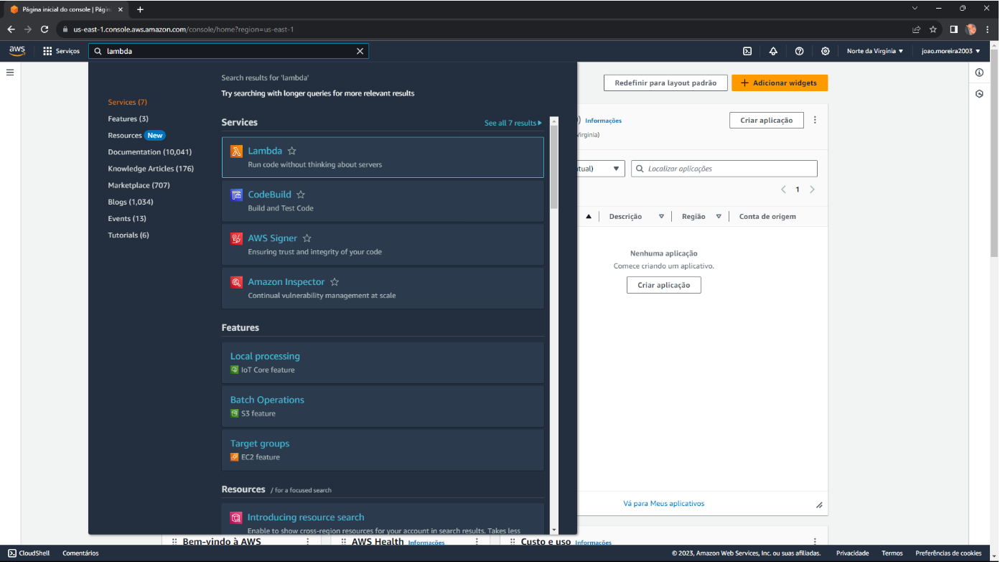 Página inicial do console | Págin
us-east-1.console.aws.amazon.com/console/home?region=us-east-1
aws
Serviços
lambda
Norte da Virgínia
joao.moreira2003
Search results for 'lambda'
Try searching with longer queries for more relevant results
Services (7)
Features (3)
Resources New
Documentation (10,041)
Knowledge Articles (176)
Marketplace (707)
Blogs (1,034)
Events (13)
Tutorials (6)
Services
See all 7 results
Lambda
Run code without thinking about servers
CodeBuild
Build and Test Code
AWS Signer
Ensuring trust and integrity of your code
Amazon Inspector
Continual vulnerability management at scale
Features
Local processing
IoT Core feature
Batch Operations
S3 feature
Target groups
EC2 feature
Resources / for a focused search
Introducing resource search
Enable to show cross-region resources for your account in search results. Takes less
Redefinir para layout padrão
Adicionar widgets
) Informações
Virginia)
Criar aplicação
tual)
Localizar aplicações
1
Descrição
Região
Conta de origem
Nenhuma aplicação
Comece criando um aplicativo.
Criar aplicação
Vá para Meus aplicativos
Bem-vindo à AWS
AWS Health Informações
Custo e uso Informações
CloudShell
Comentários
© 2023, Amazon Web Services, Inc. ou suas afiliadas.
Privacidade
Termos
Preferências de cookies